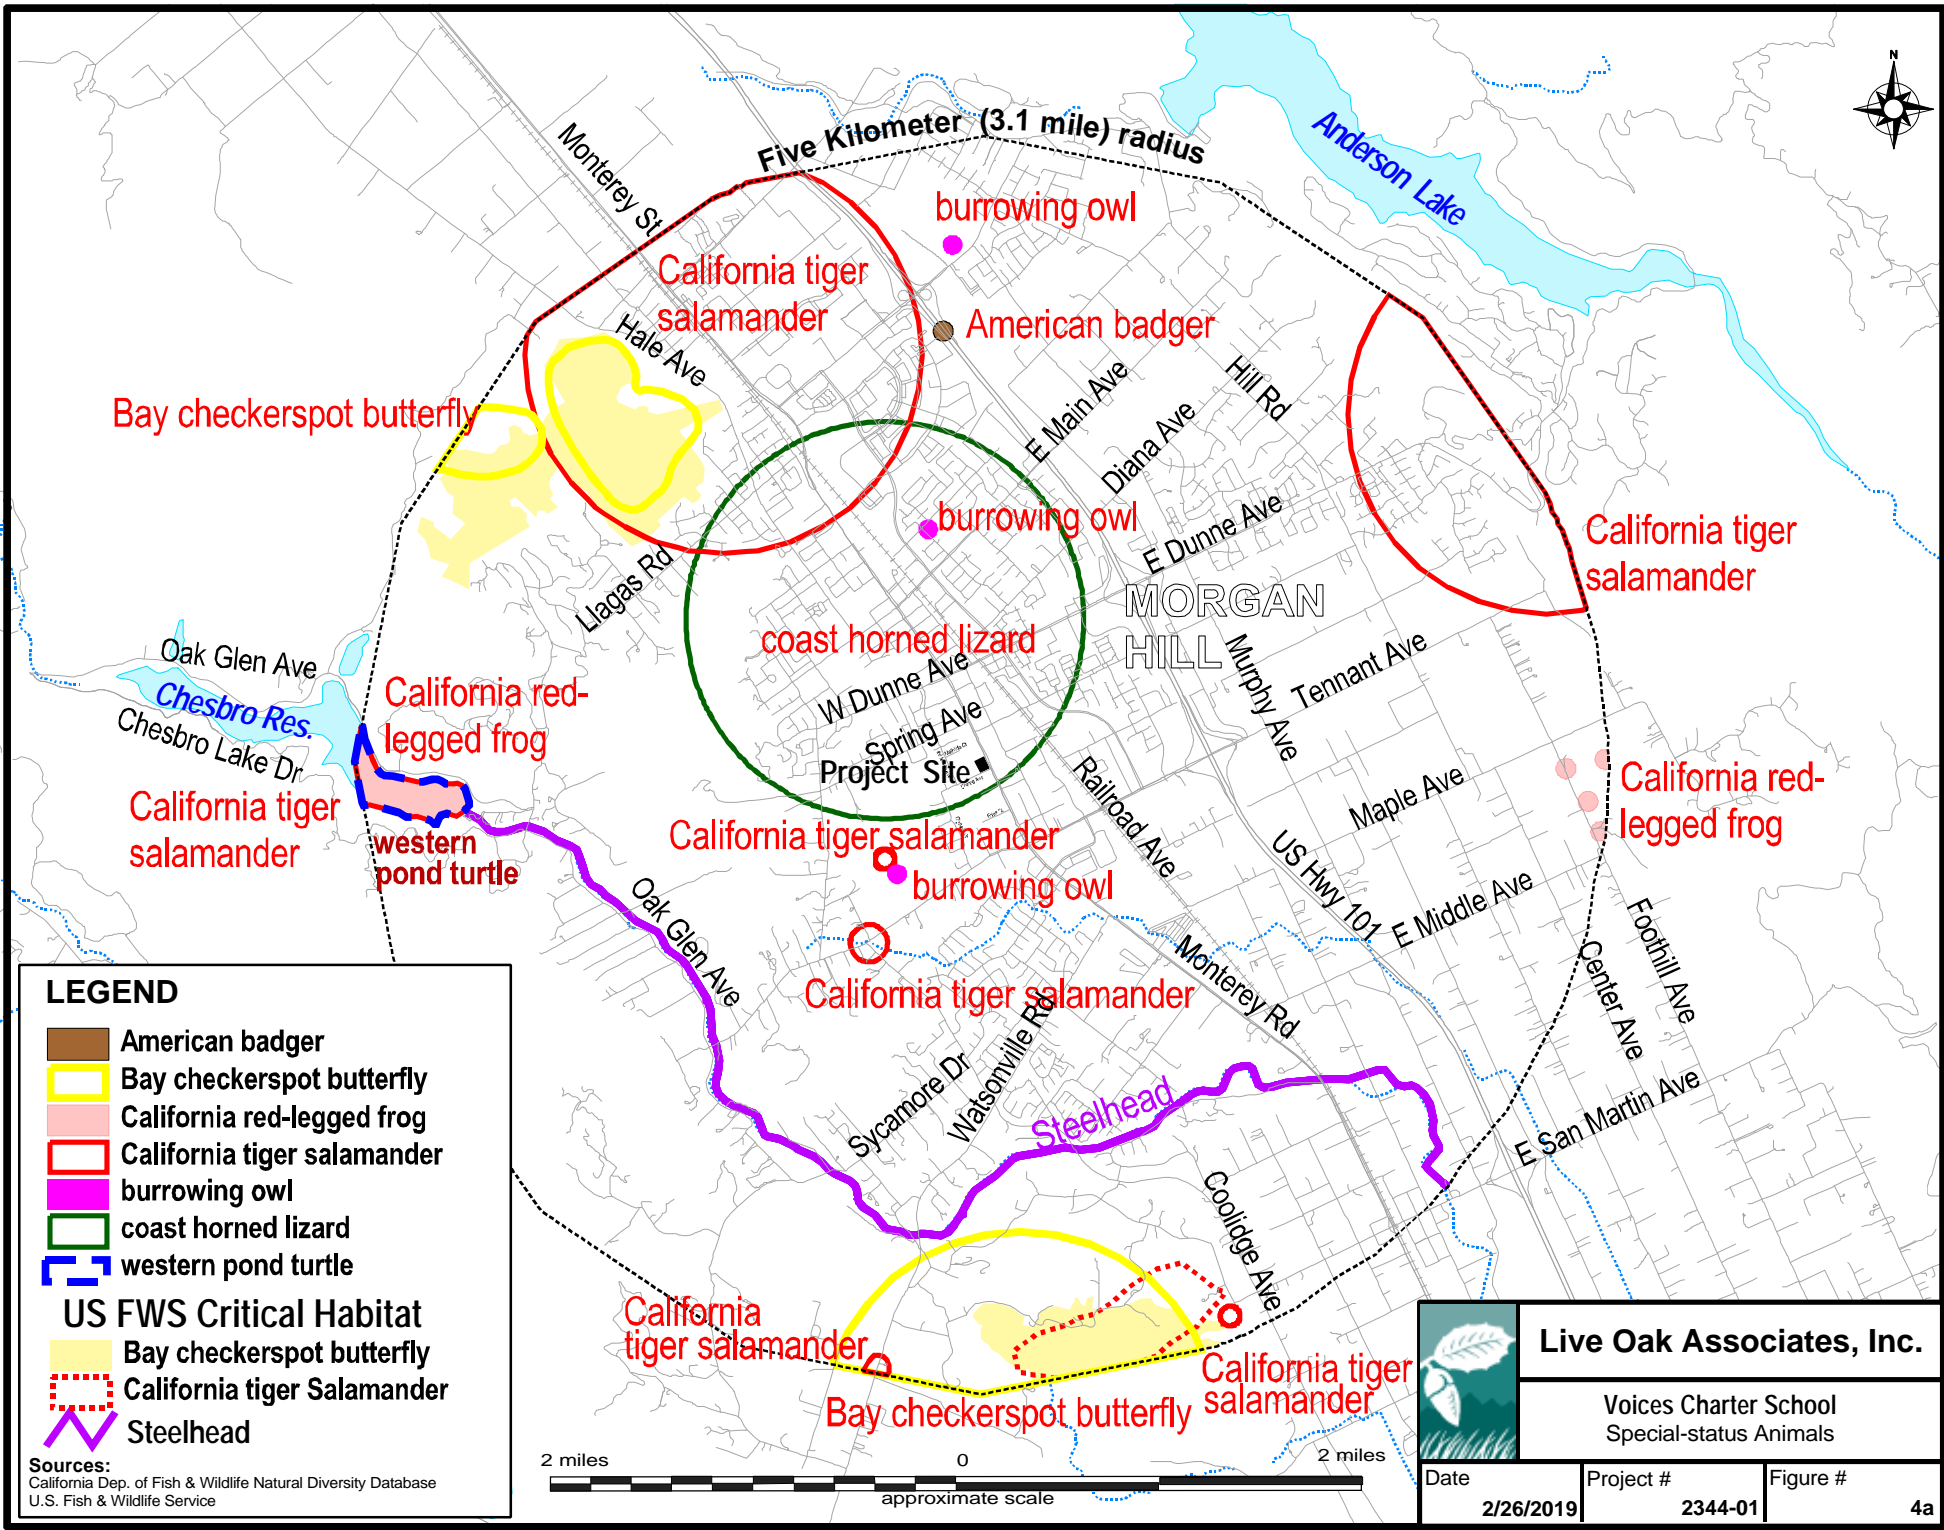 N
Five Kilometer (3.1 mile) radius
Monterey St
Anderson Lake
burrowing owl
California tiger
salamander
American badger
Hale Ave
Hill Rd
E Main Ave
Diana Ave
Bay checkerspot butterfly
burrowing owl
E Dunne Ave
California tiger
salamander
Llagas Rd
MORGAN
HILL
coast horned lizard
Oak Glen Ave
Chesbro Res.
Chesbro Lake Dr
California red-
legged frog
W Dunne Ave
Spring Ave
Project Site
Murphy Ave
Tennant Ave
California tiger
salamander
western
pond turtle
California tiger salamander
burrowing owl
Railroad Ave
Maple Ave
California red-
legged frog
US Hwy 101
E Middle Ave
Oak Glen Ave
California tiger salamander
Monterey Rd
Foothill Ave
Center Ave
Sycamore Dr
Watsonville Rd
Steelhead
E San Martin Ave
Coolidge Ave
California
tiger salamander
California tiger
salamander
Bay checkerspot butterfly
LEGEND
American badger
Bay checkerspot butterfly
California red-legged frog
California tiger salamander
burrowing owl
coast horned lizard
western pond turtle
US FWS Critical Habitat
Bay checkerspot butterfly
California tiger Salamander
Steelhead
Sources:
California Dep. of Fish & Wildlife Natural Diversity Database
U.S. Fish & Wildlife Service
2 miles
0
2 miles
approximate scale
Live Oak Associates, Inc.
Voices Charter School
Special-status Animals
Date
2/26/2019
Project #
2344-01
Figure #
4a